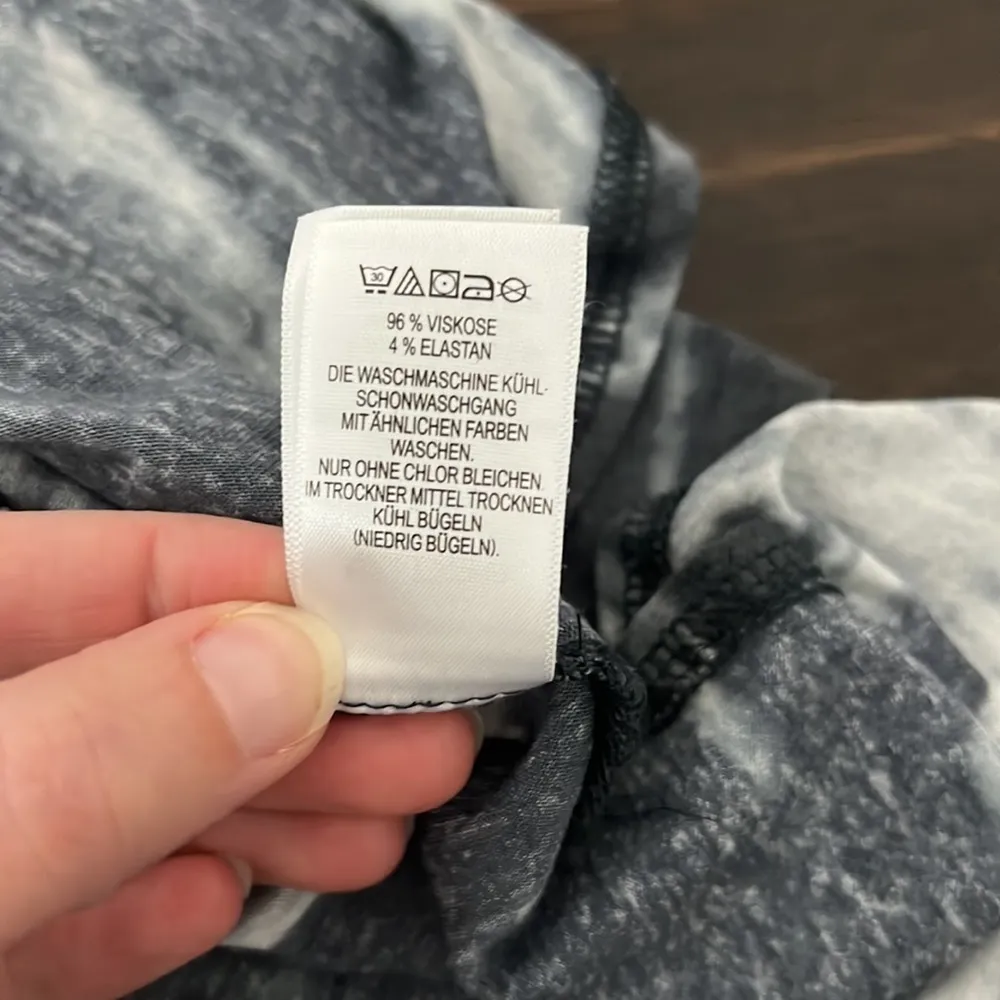 30
96 % VISKOSE
4 % ELASTAN
DIE WASCHMASCHINE KÜHL-
SCHONWASCHGANG
MIT ÄHNLICHEN FARBEN
WASCHEN.
NUR OHNE CHLOR BLEICHEN.
IM TROCKNER MITTEL TROCKNEN
KÜHL BÜGELN
(NIEDRIG BÜGELN).